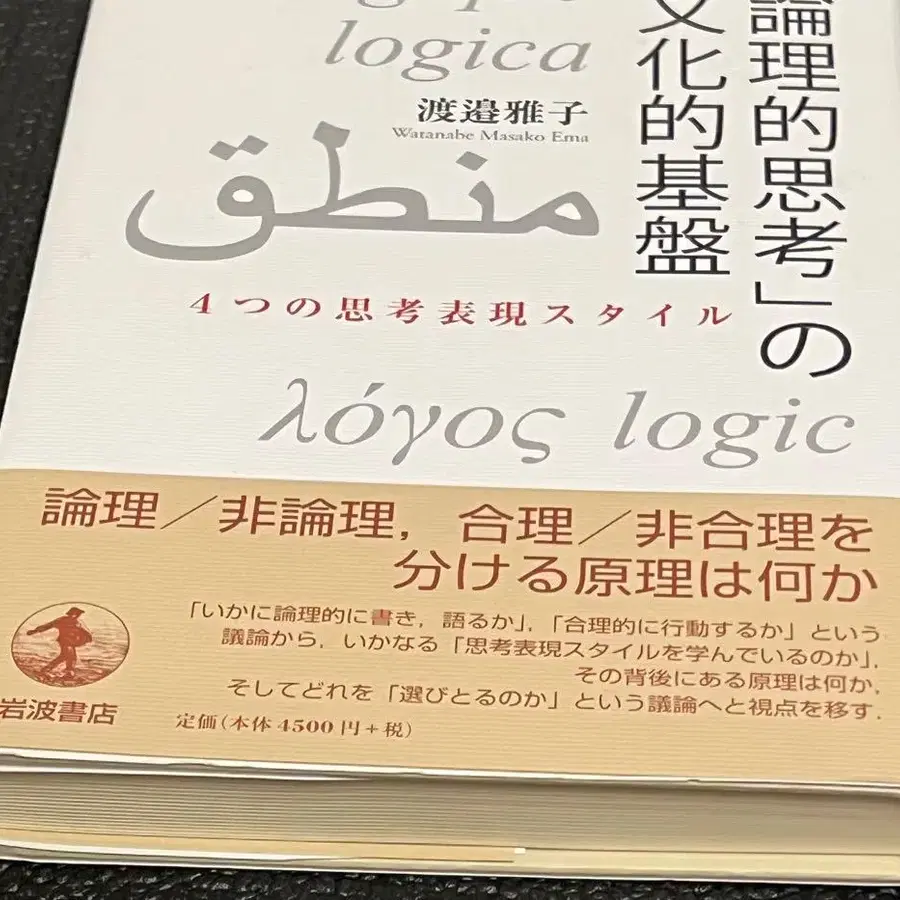 logica
論理的思考」の
文化的基盤
渡邉雅子
Watanabe Masako Ema
منطق
4つの思考表現スタイル
λόγος logic
論理／非論理，合理／非合理を
分ける原理は何か
「いかに論理的に書き，語るか」，「合理的に行動するか」という
議論から，いかなる「思考表現スタイルを学んでいるのか」，
その背後にある原理は何か，
そしてどれを「選びとるのか」という議論へと視点を移す．
岩波書店
定価（本体 4500 円＋税）